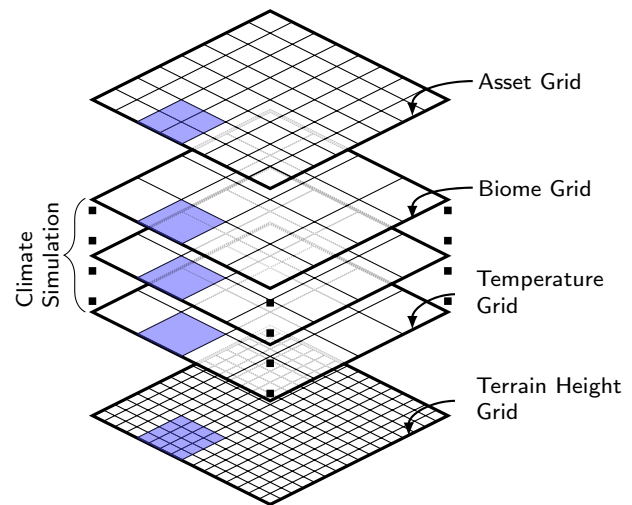 Asset Grid
Biome Grid
Climate
Simulation
Temperature
Grid
Terrain Height
Grid